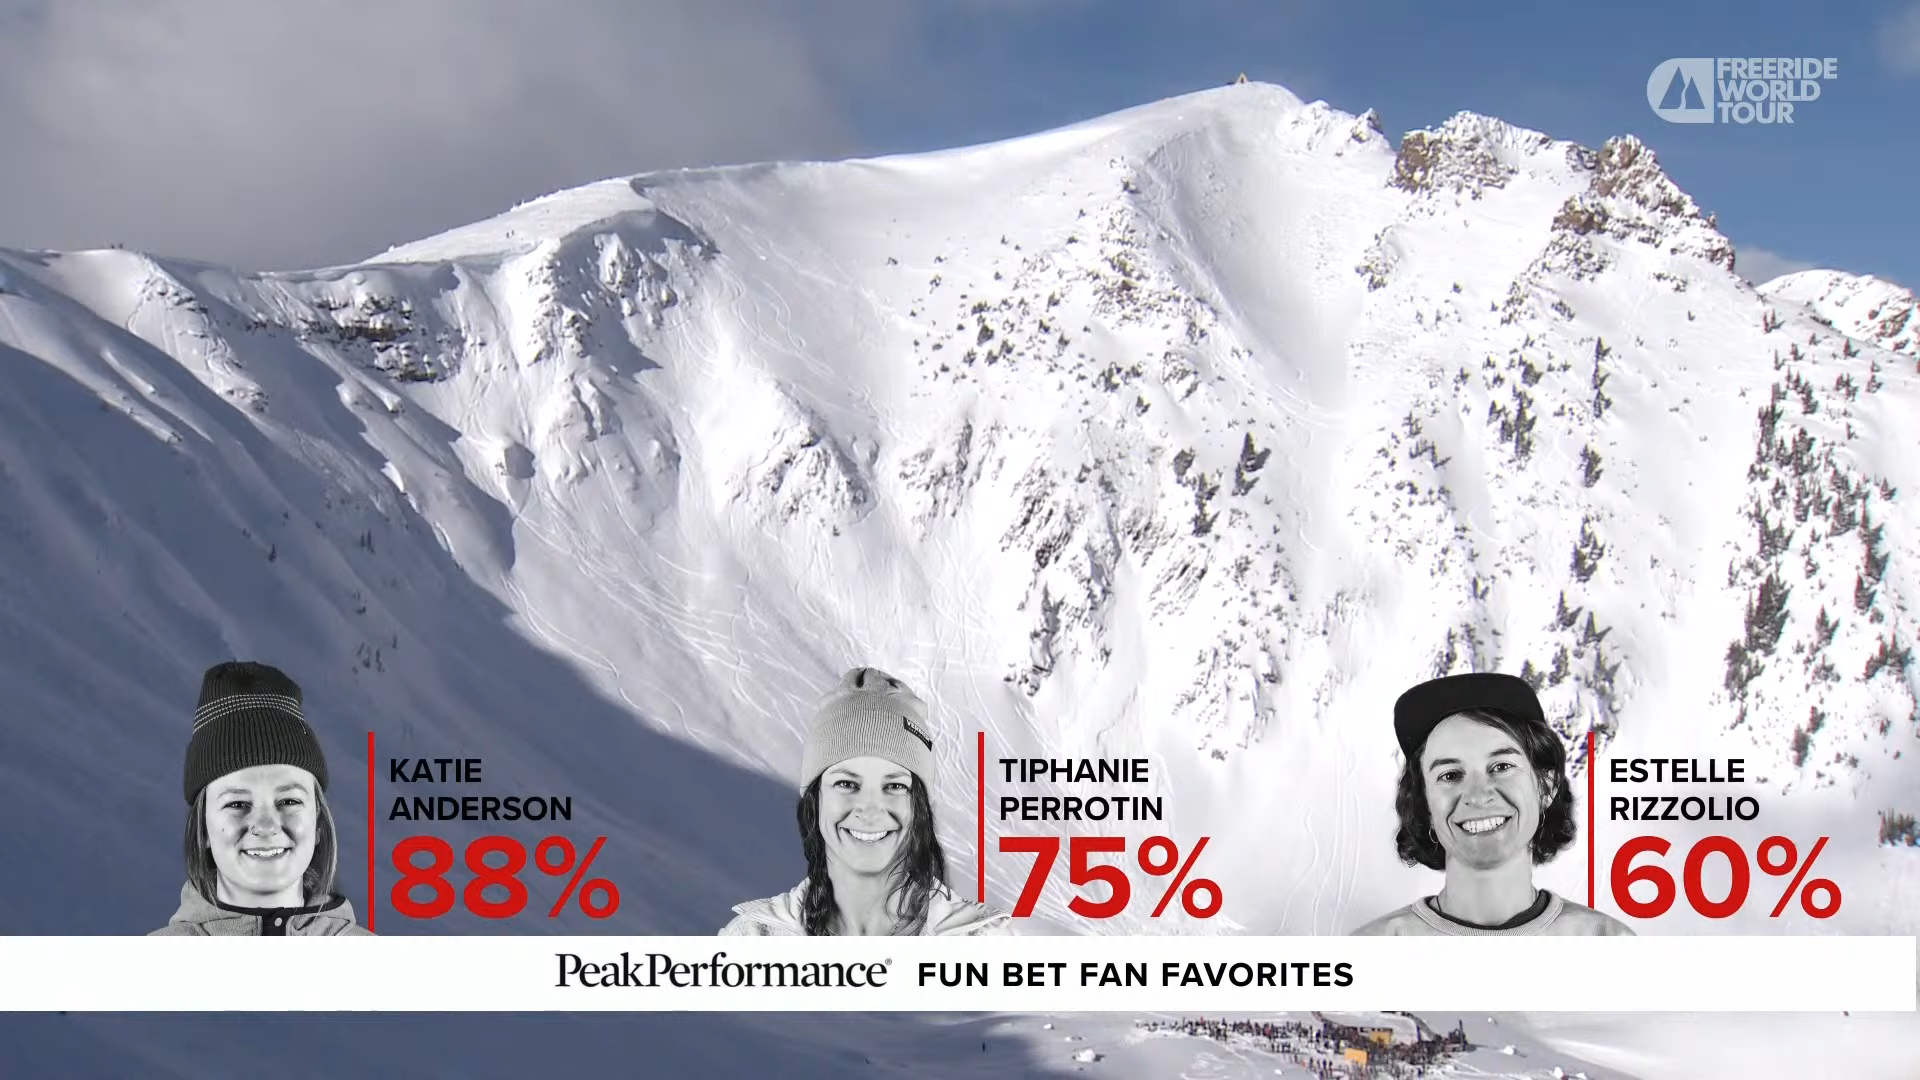 FREERIDE
WORLD
TOUR
KATIE
ANDERSON
88%
TIPHANIE
PERROTIN
75%
ESTELLE
RIZZOLIO
60%
PeakPerformance® FUN BET FAN FAVORITES